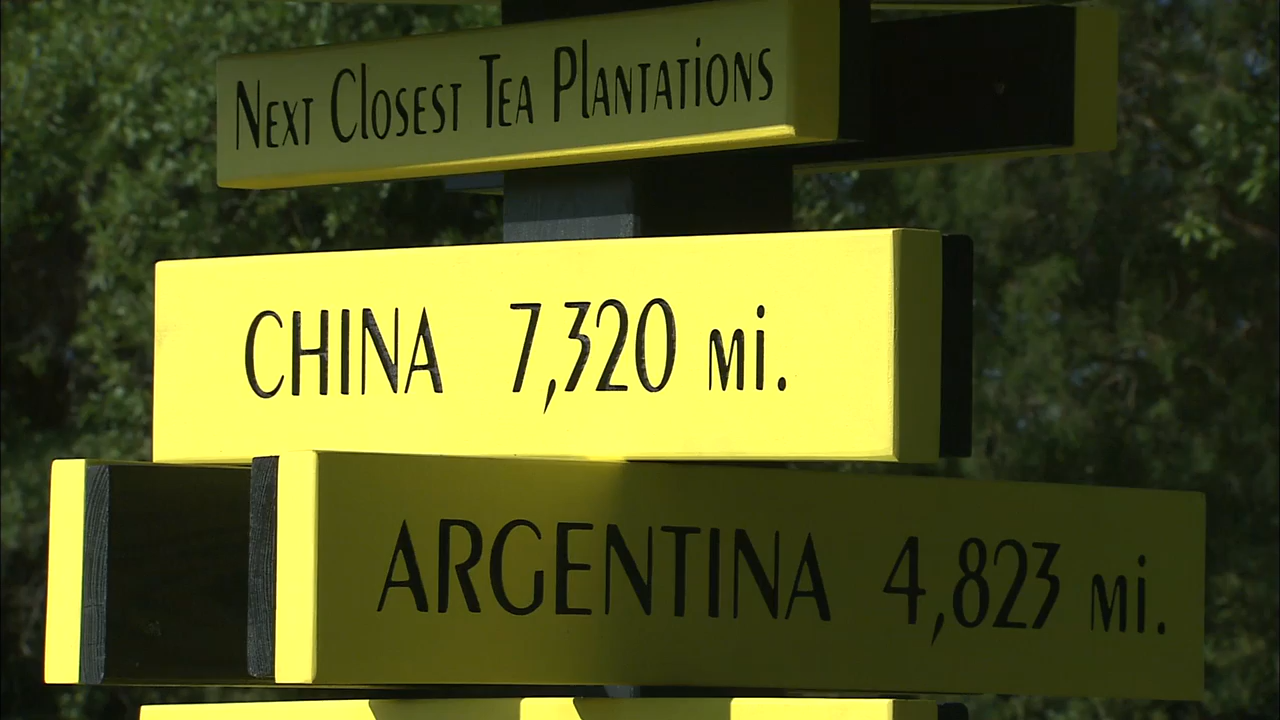 Next Closest Tea Plantations
CHINA 7,320 mi.
ARGENTINA 4,823 mi.